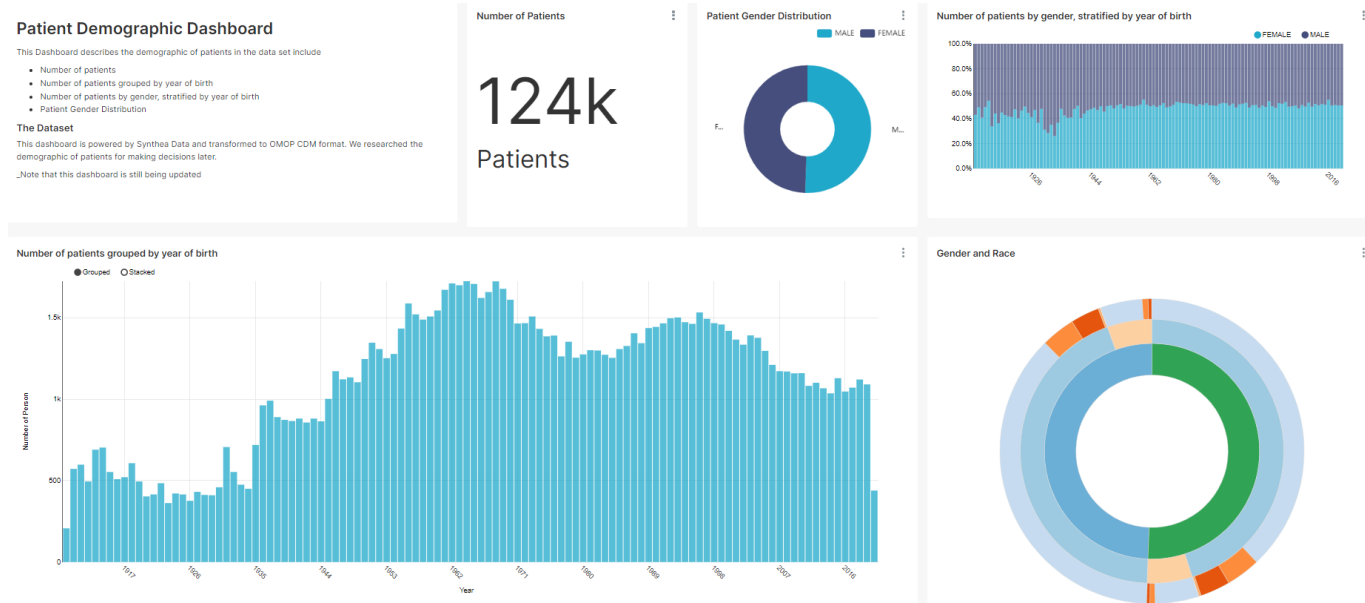 Patient Demographic Dashboard
This Dashboard describes the demographic of patients in the data set include
Number of patients
Number of patients grouped by year of birth
Number of patients by gender, stratified by year of birth
Patient Gender Distribution
The Dataset
This dashboard is powered by Synthea Data and transformed to OMOP CDM format. We researched the
demographic of patients for making decisions later.
_Note that this dashboard is still being updated
Number of Patients
124k
Patients
Patient Gender Distribution
MALE FEMALE
F...
M...
Number of patients by gender, stratified by year of birth
FEMALE MALE
100.0%
80.0%
60.0%
40.0%
20.0%
0.0%
1926 1944 1962 1980 1998 2016
Number of patients grouped by year of birth
Grouped Stacked
1.5k
1k
500
0
Number of Person
1917 1926 1935 1944 1953 1962 1971 1980 1989 1998 2007 2016
Year
Gender and Race